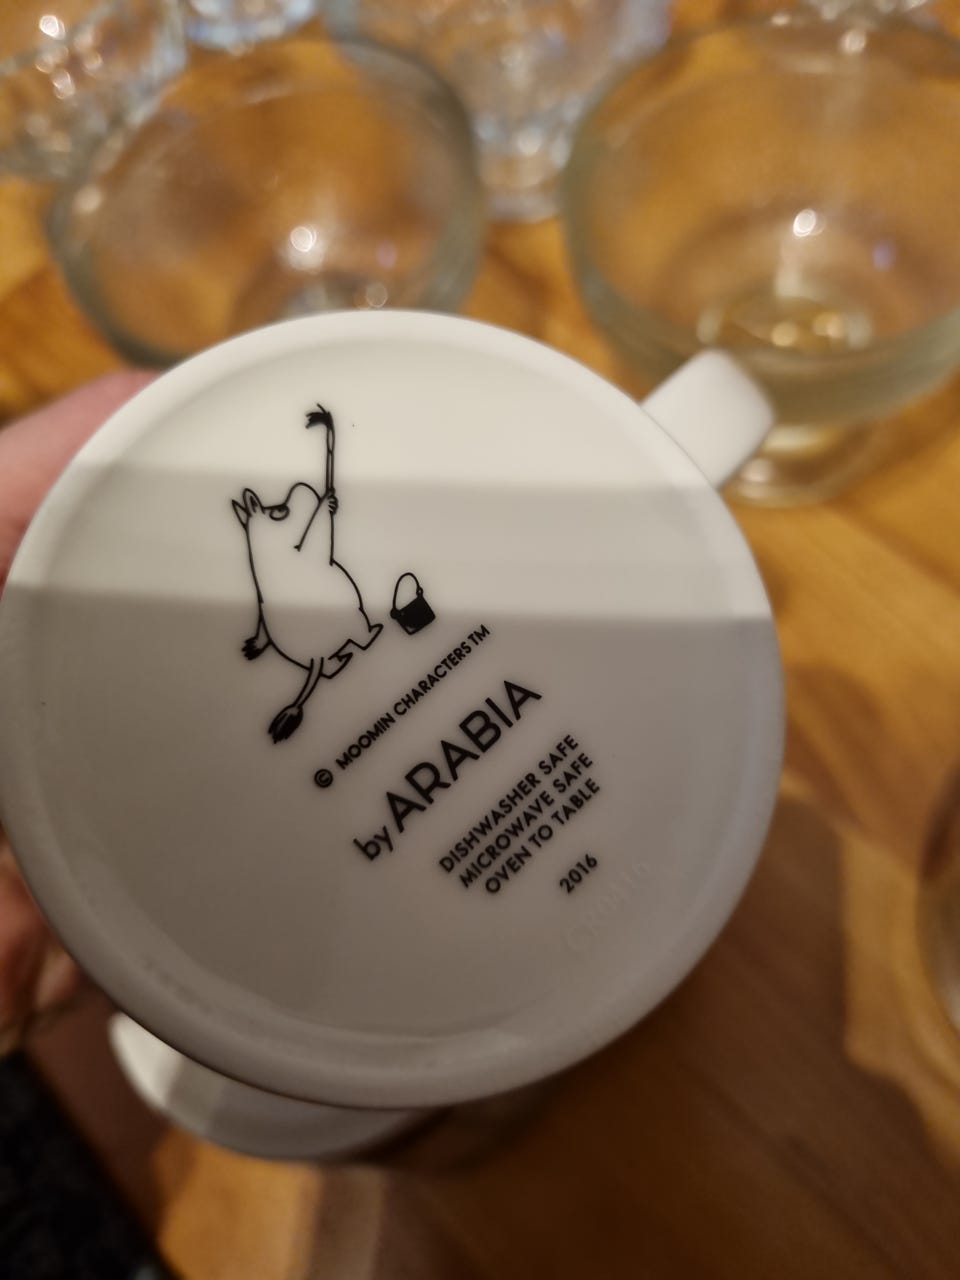 © MOOMIN CHARACTERS TM
by ARABIA
DISHWASHER SAFE
MICROWAVE SAFE
OVEN TO TABLE
2016